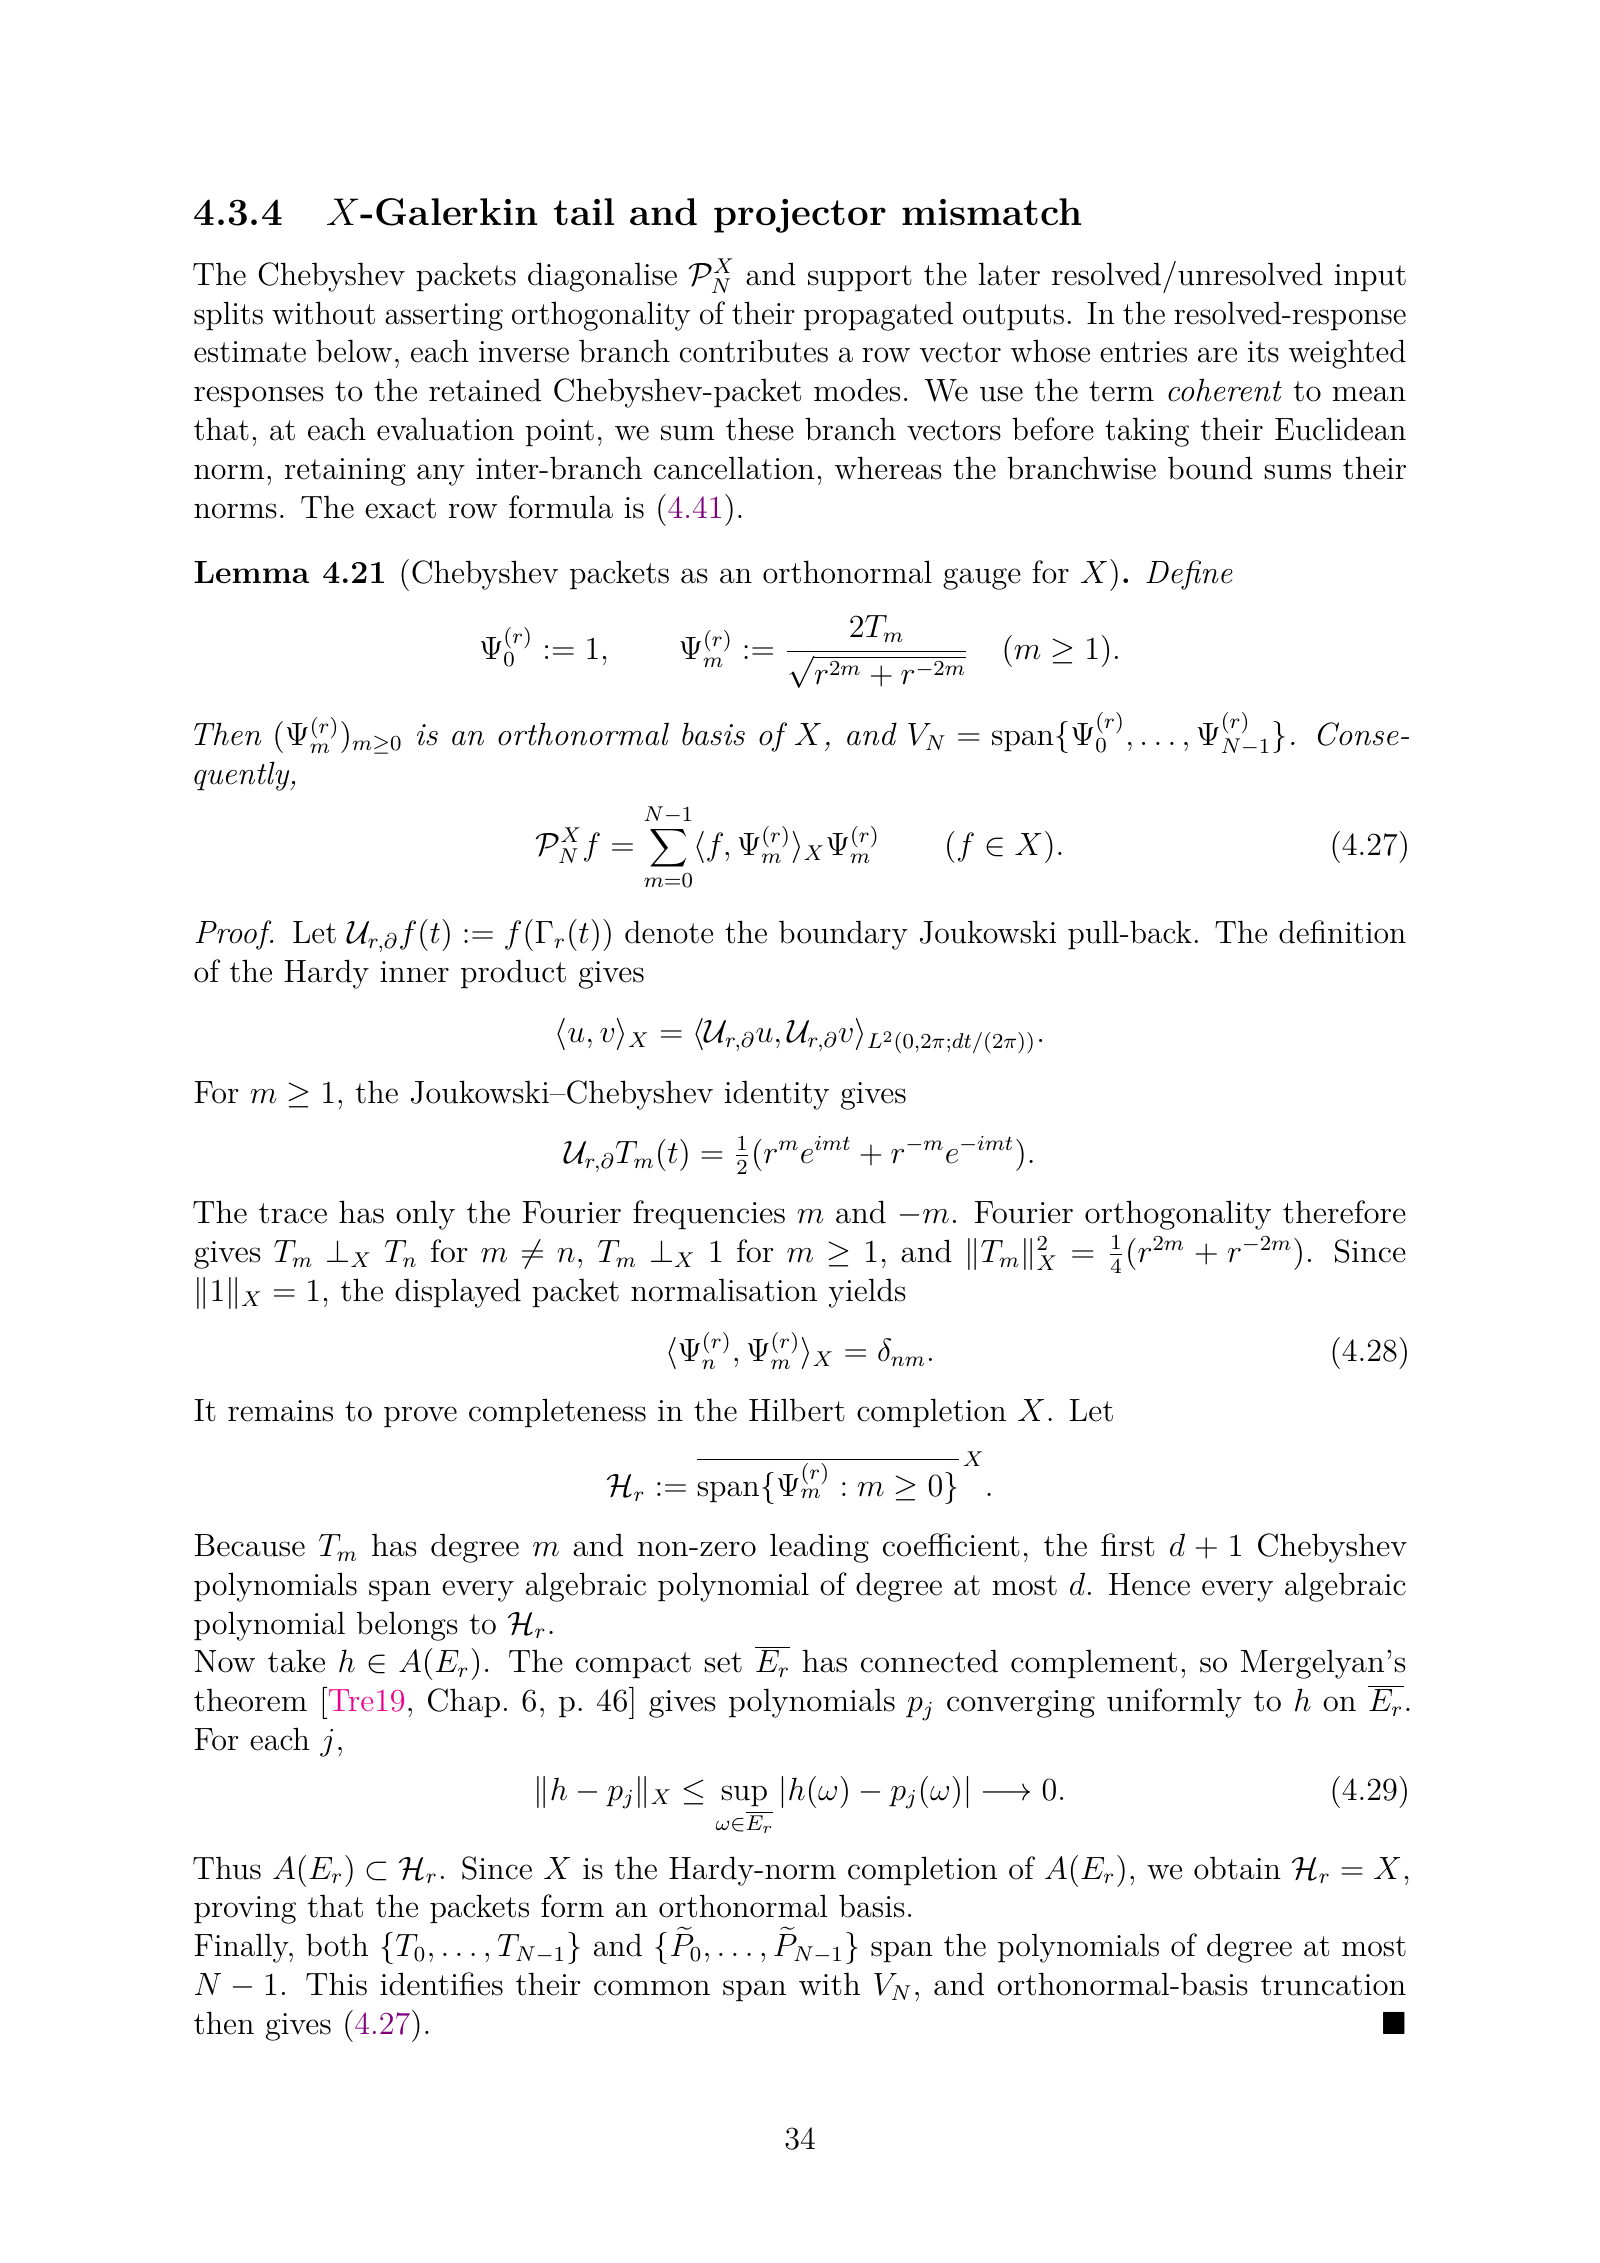 4.3.4 X-Galerkin tail and projector mismatch
The Chebyshev packets diagonalise 𝒫_N^X and support the later resolved/unresolved input
splits without asserting orthogonality of their propagated outputs. In the resolved-response
estimate below, each inverse branch contributes a row vector whose entries are its weighted
responses to the retained Chebyshev-packet modes. We use the term coherent to mean
that, at each evaluation point, we sum these branch vectors before taking their Euclidean
norm, retaining any inter-branch cancellation, whereas the branchwise bound sums their
norms. The exact row formula is (4.41).
Lemma 4.21 (Chebyshev packets as an orthonormal gauge for X). Define
Ψ_0^{(r)} := 1, Ψ_m^{(r)} := \frac{2T_m}{\sqrt{r^{2m} + r^{−2m}}} (m ≥ 1).
Then (Ψ_m^{(r)})_{m≥0} is an orthonormal basis of X, and V_N = span{Ψ_0^{(r)}, . . . , Ψ_{N−1}^{(r)}}. Conse-
quently,
𝒫_N^X f = \sum_{m=0}^{N−1} ⟨f, Ψ_m^{(r)}⟩_X Ψ_m^{(r)} (f ∈ X). (4.27)
Proof. Let 𝒰_{r,∂}f(t) := f(Γ_r(t)) denote the boundary Joukowski pull-back. The definition
of the Hardy inner product gives
⟨u, v⟩_X = ⟨𝒰_{r,∂}u, 𝒰_{r,∂}v⟩_{L^2(0,2π;dt/(2π))}.
For m ≥ 1, the Joukowski–Chebyshev identity gives
𝒰_{r,∂}T_m(t) = \frac{1}{2}(r^m e^{imt} + r^{−m}e^{−imt}).
The trace has only the Fourier frequencies m and −m. Fourier orthogonality therefore
gives T_m ⊥_X T_n for m ≠ n, T_m ⊥_X 1 for m ≥ 1, and ‖T_m‖_X^2 = \frac{1}{4}(r^{2m} + r^{−2m}). Since
‖1‖_X = 1, the displayed packet normalisation yields
⟨Ψ_n^{(r)}, Ψ_m^{(r)}⟩_X = δ_{nm}. (4.28)
It remains to prove completeness in the Hilbert completion X. Let
ℋ_r := \overline{span{Ψ_m^{(r)} : m ≥ 0}}^X.
Because T_m has degree m and non-zero leading coefficient, the first d + 1 Chebyshev
polynomials span every algebraic polynomial of degree at most d. Hence every algebraic
polynomial belongs to ℋ_r.
Now take h ∈ A(E_r). The compact set \overline{E_r} has connected complement, so Mergelyan's
theorem [Tre19, Chap. 6, p. 46] gives polynomials p_j converging uniformly to h on \overline{E_r}.
For each j,
‖h − p_j‖_X ≤ \sup_{ω∈\overline{E_r}} |h(ω) − p_j(ω)| ⟶ 0. (4.29)
Thus A(E_r) ⊂ ℋ_r. Since X is the Hardy-norm completion of A(E_r), we obtain ℋ_r = X,
proving that the packets form an orthonormal basis.
Finally, both {T_0, . . . , T_{N−1}} and {\widetilde{P}_0, . . . , \widetilde{P}_{N−1}} span the polynomials of degree at most
N − 1. This identifies their common span with V_N, and orthonormal-basis truncation
then gives (4.27). ■
34